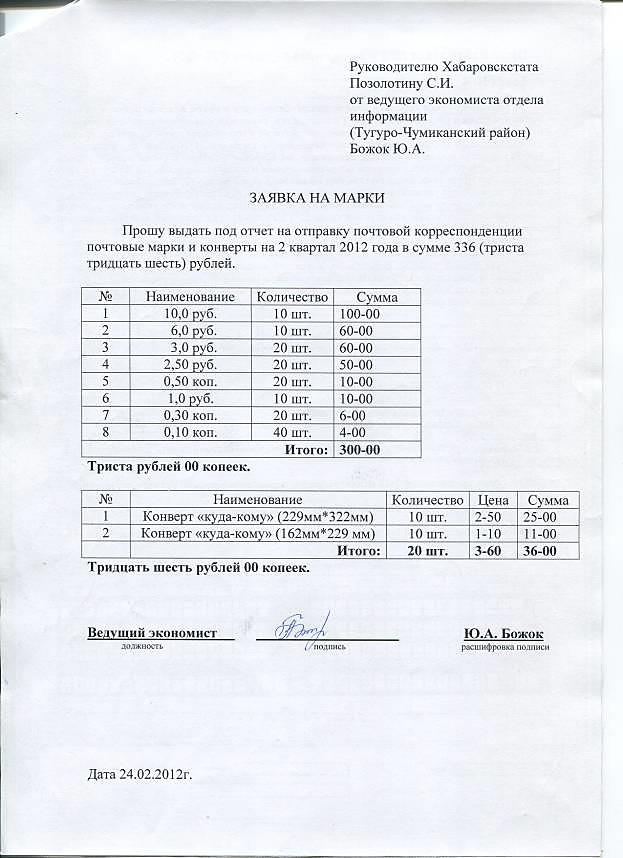 Руководителю Хабаровскстата
Позолотину С.И.
от ведущего экономиста отдела
информации
(Тугуро-Чумиканский район)
Божок Ю.А.
ЗАЯВКА НА МАРКИ
Прошу выдать под отчет на отправку почтовой корреспонденции
почтовые марки и конверты на 2 квартал 2012 года в сумме 336 (триста
тридцать шесть) рублей.
№ Наименование Количество Сумма
1 10,0 руб. 10 шт. 100-00
2 6,0 руб. 10 шт. 60-00
3 3,0 руб. 20 шт. 60-00
4 2,50 руб. 20 шт. 50-00
5 0,50 коп. 20 шт. 10-00
6 1,0 руб. 10 шт. 10-00
7 0,30 коп. 20 шт. 6-00
8 0,10 коп. 40 шт. 4-00
Итого: 300-00
Триста рублей 00 копеек.
№ Наименование Количество Цена Сумма
1 Конверт «куда-кому» (229мм*322мм) 10 шт. 2-50 25-00
2 Конверт «куда-кому» (162мм*229 мм) 10 шт. 1-10 11-00
Итого: 20 шт. 3-60 36-00
Тридцать шесть рублей 00 копеек.
Ведущий экономист Ю.А. Божок
должность подпись расшифровка подписи
Дата 24.02.2012г.